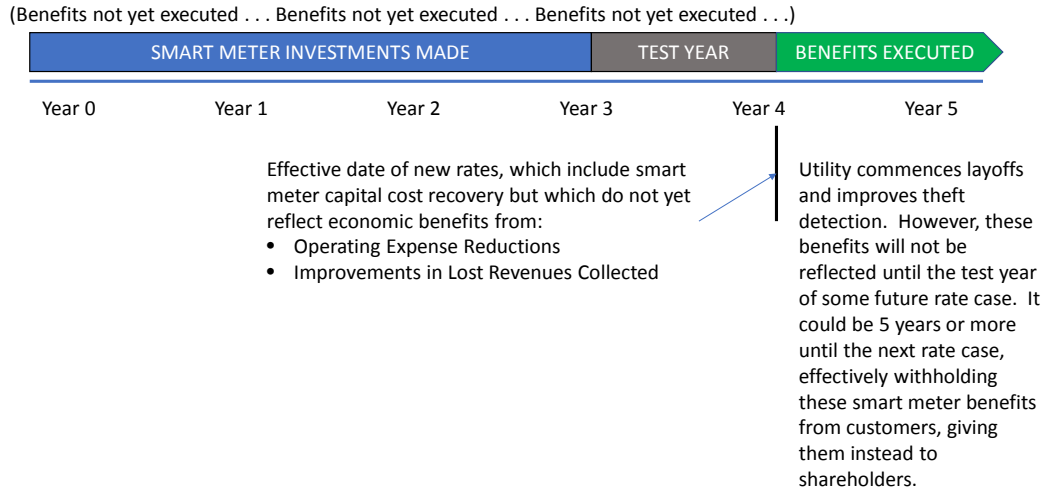 (Benefits not yet executed . . . Benefits not yet executed . . . Benefits not yet executed . . .)
SMART METER INVESTMENTS MADE
TEST YEAR
BENEFITS EXECUTED
Year 0
Year 1
Year 2
Year 3
Year 4
Year 5
Effective date of new rates, which include smart
meter capital cost recovery but which do not yet
reflect economic benefits from:
• Operating Expense Reductions
• Improvements in Lost Revenues Collected
Utility commences layoffs
and improves theft
detection. However, these
benefits will not be
reflected until the test year
of some future rate case. It
could be 5 years or more
until the next rate case,
effectively withholding
these smart meter benefits
from customers, giving
them instead to
shareholders.